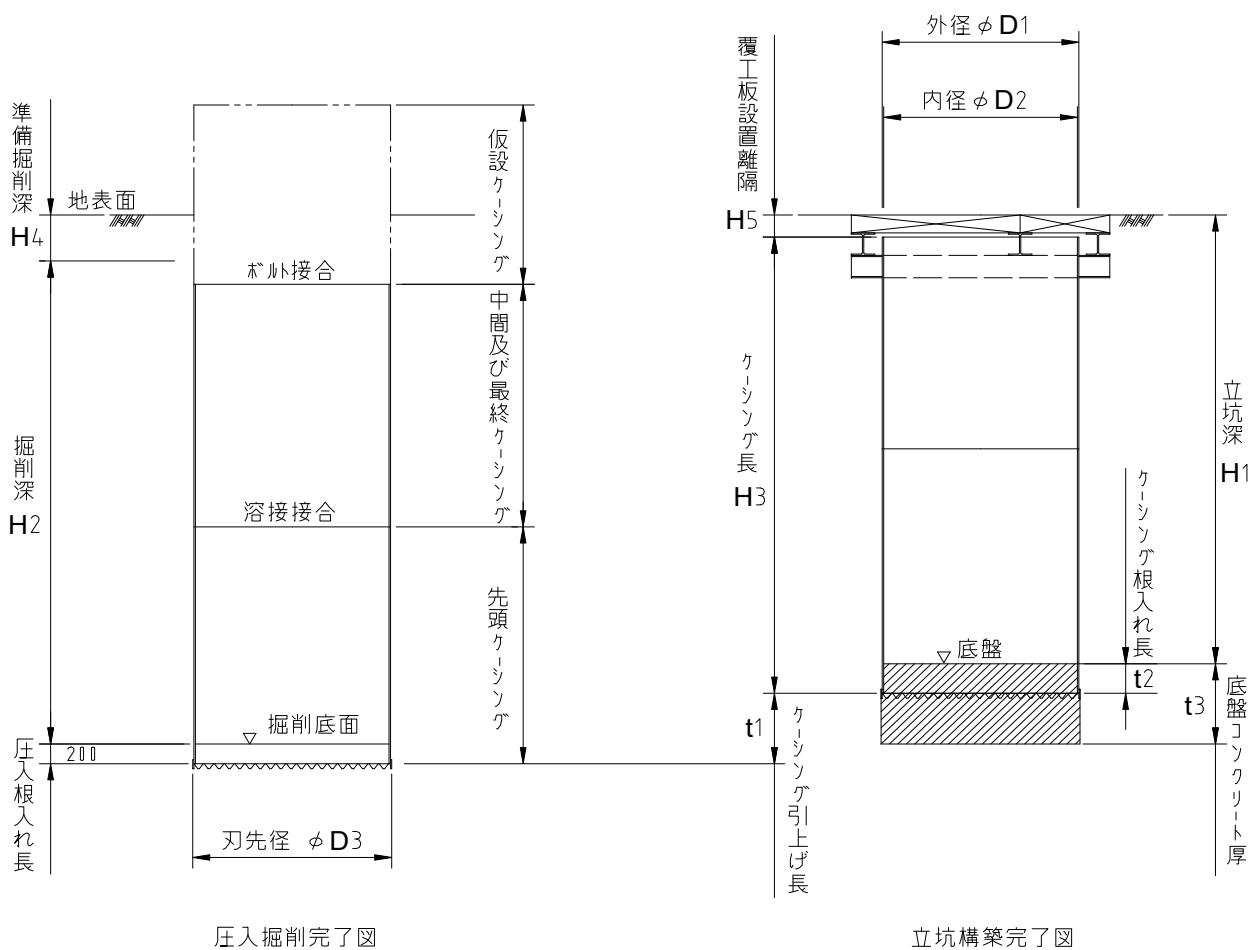 準備掘削深
H4
地表面
掘削深
H2
圧入根入れ長
200
ボルト接合
溶接接合
掘削底面
刃先径 φD3
仮設ケーシング
中間及び最終ケーシング
先頭ケーシング
圧入掘削完了図
外径φD1
内径φD2
覆工板設置離隔
H5
ケーシング長
H3
立坑深
H1
ケーシング根入れ長
t2
底盤
t3
底盤コンクリート厚
t1
ケーシング引上げ長
立坑構築完了図